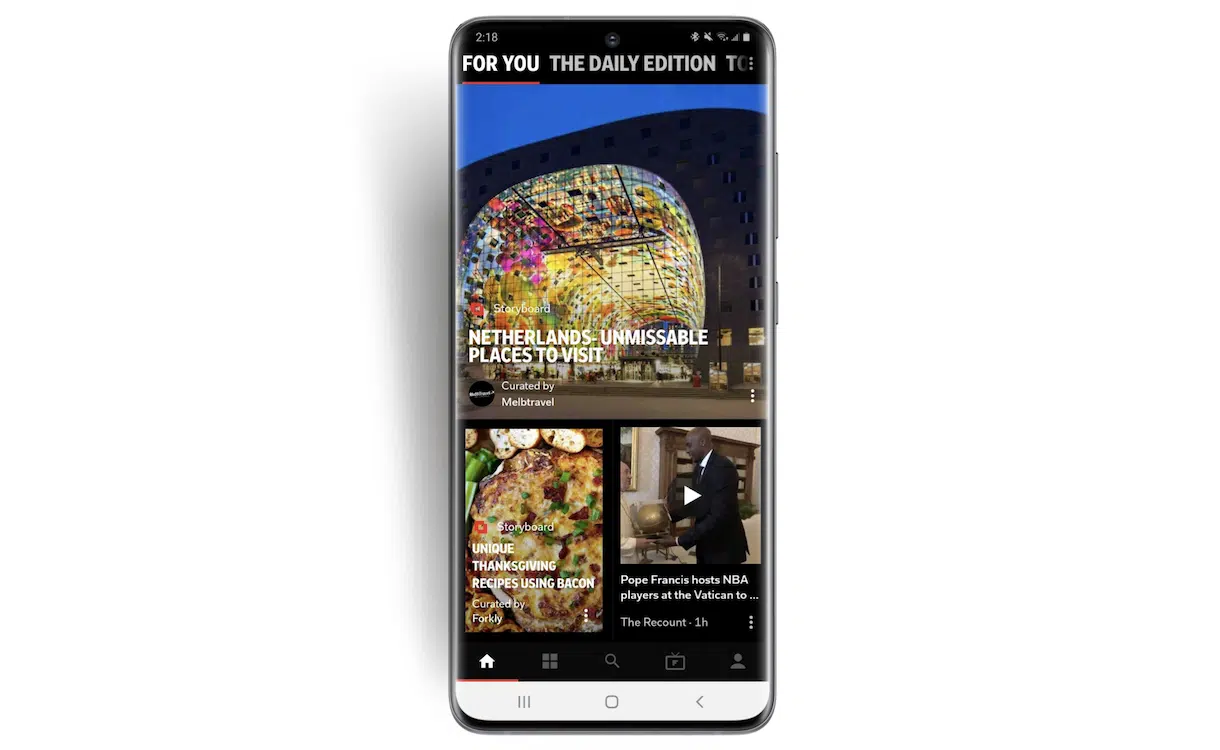 2:18
FOR YOU THE DAILY EDITION TO
Storyboard
NETHERLANDS- UNMISSABLE
PLACES TO VISIT
Curated by
Melbtravel
Storyboard
UNIQUE
THANKSGIVING
RECIPES USING BACON
Curated by
Forkly
Pope Francis hosts NBA
players at the Vatican to ...
The Recount · 1h